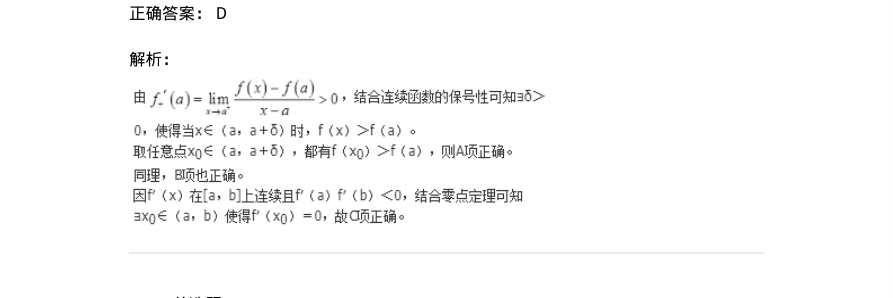 正确答案： D
解析：
由 f₊′(a)= lim x→a⁺ (f(x)−f(a))/(x−a) >0，结合连续函数的保号性可知∃δ＞
0，使得当x∈（a，a+δ）时，f（x）＞f（a）。
取任意点x₀∈（a，a+δ），都有f（x₀）＞f（a），则A项正确。
同理，B项也正确。
因f′（x）在[a，b]上连续且f′（a）f′（b）＜0，结合零点定理可知
∃x₀∈（a，b）使得f′（x₀）=0，故C项正确。